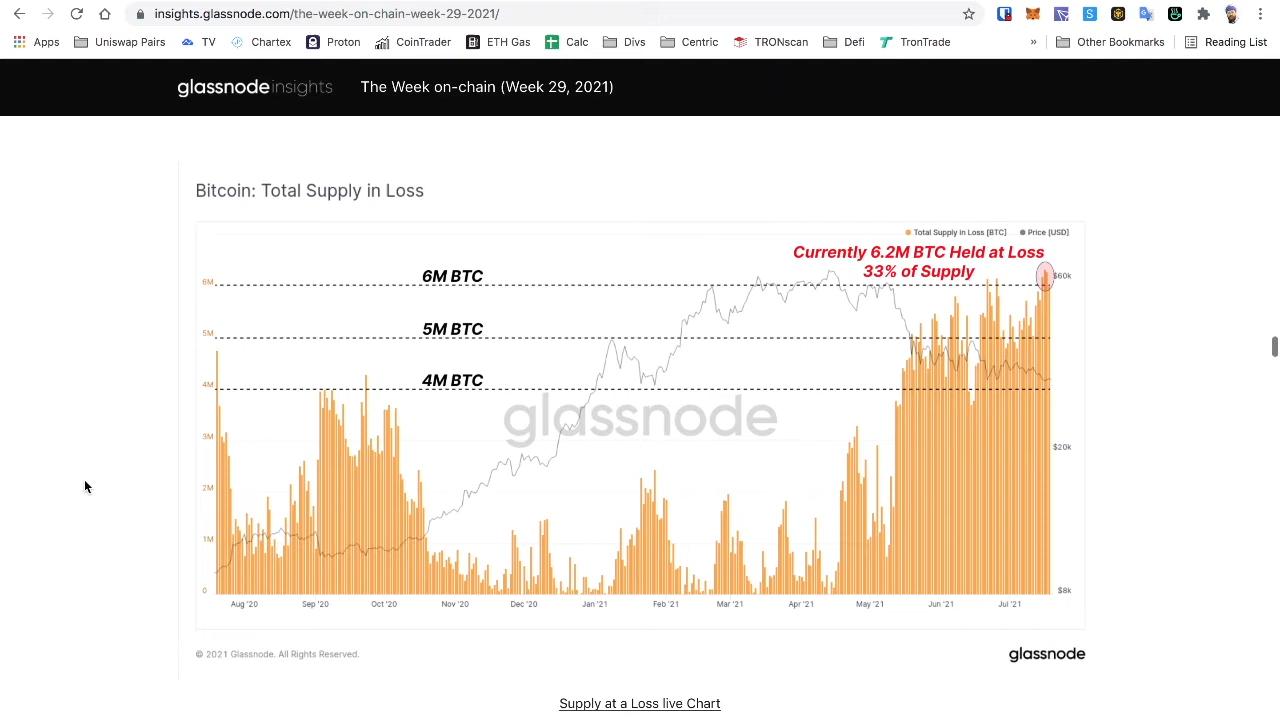 insights.glassnode.com/the-week-on-chain-week-29-2021/
Apps Uniswap Pairs TV Chartex Proton CoinTrader ETH Gas Calc Divs Centric TRONscan Defi TronTrade » Other Bookmarks Reading List
glassnodeinsights The Week on-chain (Week 29, 2021)
Bitcoin: Total Supply in Loss
Total Supply in Loss [BTC] Price [USD]
Currently 6.2M BTC Held at Loss
33% of Supply
6M BTC
6M
$60k
5M BTC
5M
4M BTC
4M
glassnode
3M
$20k
2M
1M
0
$8k
Aug '20 Sep '20 Oct '20 Nov '20 Dec '20 Jan '21 Feb '21 Mar '21 Apr '21 May '21 Jun '21 Jul '21
© 2021 Glassnode. All Rights Reserved.
glassnode
Supply at a Loss live Chart